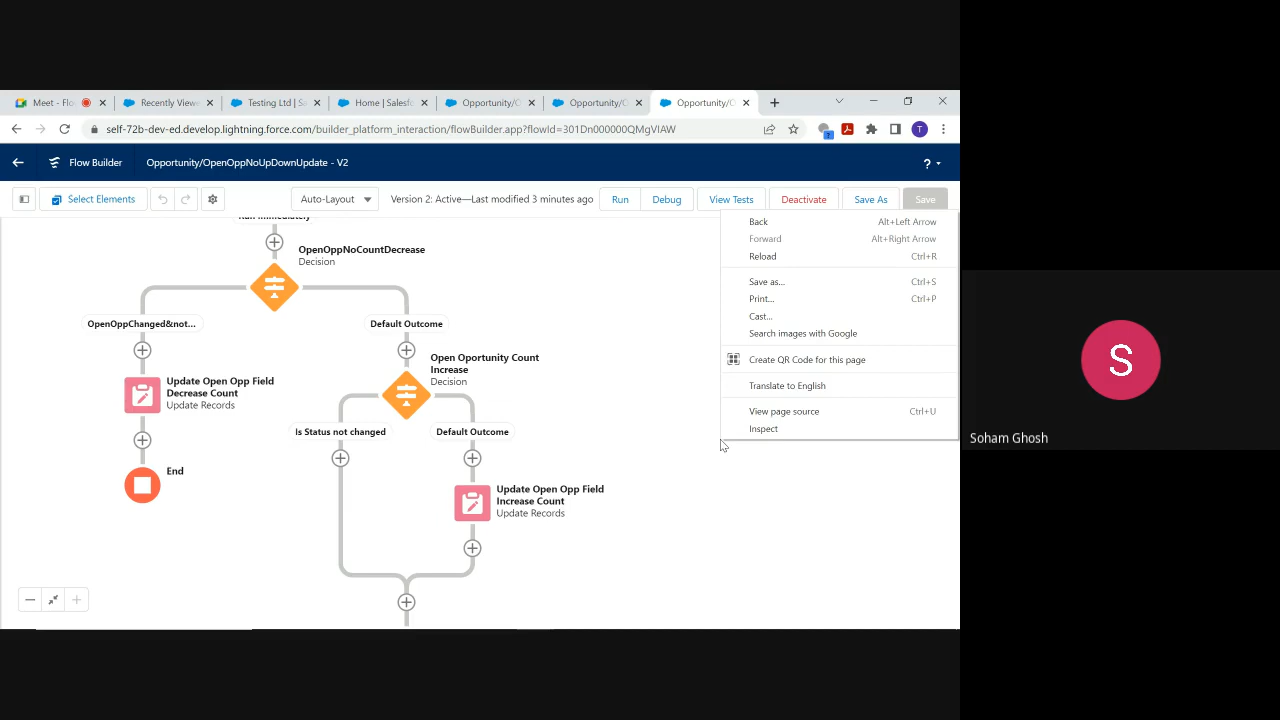 Meet - Flo
Recently Viewe
Testing Ltd | S
Home | Salesf
Opportunity/O
Opportunity/O
Opportunity/O
self-72b-dev-ed.develop.lightning.force.com/builder_platform_interaction/flowBuilder.app?flowId=301Dn000000QMgVIAW
T
Flow Builder
Opportunity/OpenOppNoUpDownUpdate - V2
?
Select Elements
Auto-Layout
Version 2: Active—Last modified 3 minutes ago
Run
Debug
View Tests
Deactivate
Save As
Save
Run Immediately
OpenOppNoCountDecrease
Decision
OpenOppChanged&not...
Default Outcome
Update Open Opp Field
Decrease Count
Update Records
End
Open Oportunity Count
Increase
Decision
Is Status not changed
Default Outcome
Update Open Opp Field
Increase Count
Update Records
Back Alt+Left Arrow
Forward Alt+Right Arrow
Reload Ctrl+R
Save as... Ctrl+S
Print... Ctrl+P
Cast...
Search images with Google
Create QR Code for this page
Translate to English
View page source Ctrl+U
Inspect
S
Soham Ghosh